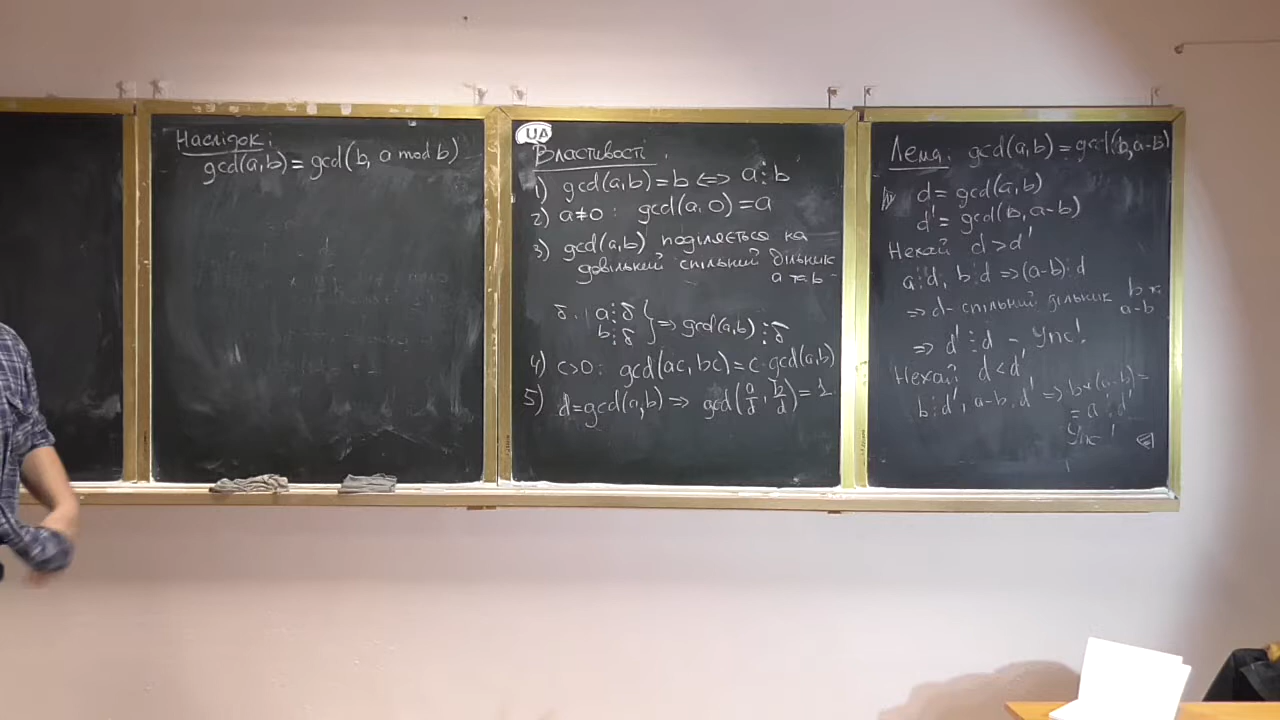 Наслідок:
gcd(a,b) = gcd(b, a mod b)
UA
Властивості:
1) gcd(a,b) = b ⇔ a⋮b
2) a≠0: gcd(a,0) = a
3) gcd(a,b) поділяється на
довільний спільний дільник
a та b
δ: a⋮δ
b⋮δ } ⇒ gcd(a,b)⋮δ
4) c>0: gcd(ac, bc) = c·gcd(a,b)
5) d=gcd(a,b) ⇒ gcd(a/d, b/d) = 1.
Лема: gcd(a,b) = gcd(b,a-b)
d = gcd(a,b)
d' = gcd(b, a-b)
Нехай d > d'
a⋮d, b⋮d ⇒ (a-b)⋮d
⇒ d - спільний дільник b та
a-b
⇒ d'⋮d - Упс!
Нехай d < d'
b⋮d', a-b⋮d' ⇒ b+(a-b) =
= a⋮d'
Упс!